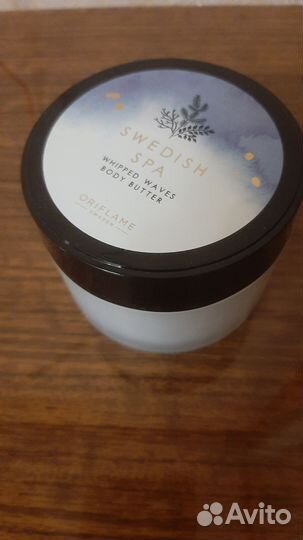 SWEDISH
SPA
WHIPPED WAVES
BODY BUTTER
ORIFLAME
SWEDEN
Avito